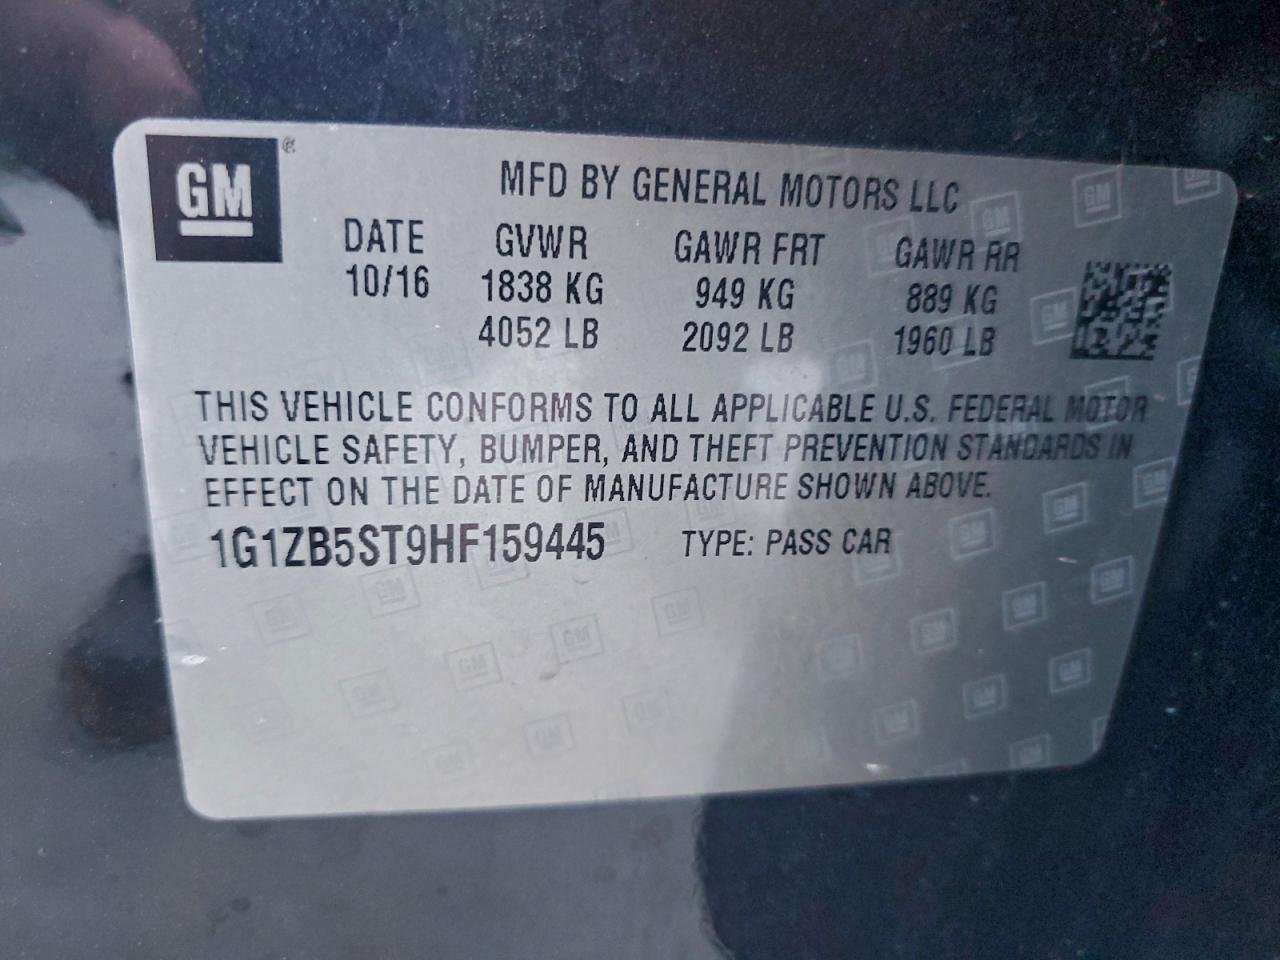 GM
MFD BY GENERAL MOTORS LLC
DATE GVWR GAWR FRT GAWR RR
10/16 1838 KG 949 KG 889 KG
4052 LB 2092 LB 1960 LB
THIS VEHICLE CONFORMS TO ALL APPLICABLE U.S. FEDERAL MOTOR
VEHICLE SAFETY, BUMPER, AND THEFT PREVENTION STANDARDS IN
EFFECT ON THE DATE OF MANUFACTURE SHOWN ABOVE.
1G1ZB5ST9HF159445 TYPE: PASS CAR